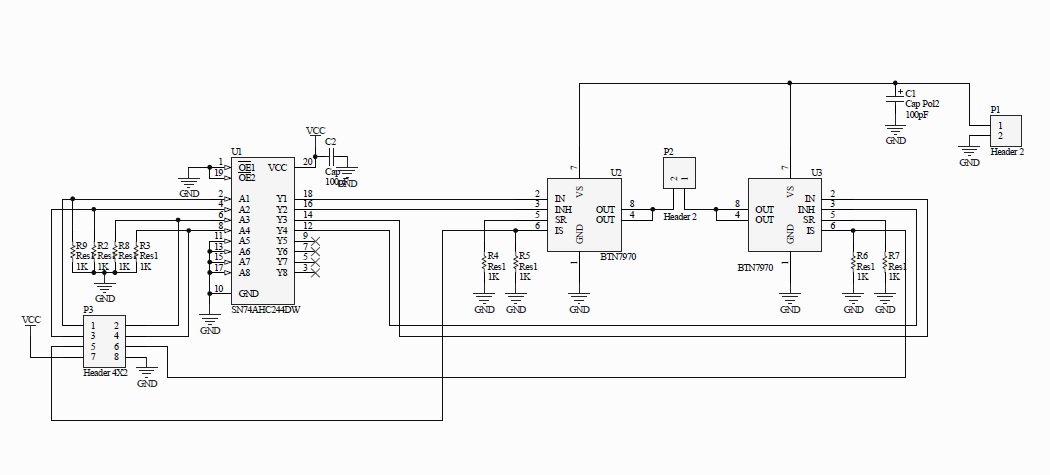 C1
Cap Pol2
100pF
GND
P1
1
2
GND
Header 2
VCC
C2
Cap
100pF
GND
U1
1
19
OE1
OE2
VCC
20
GND
2
4
6
8
11
13
15
17
10
A1
A2
A3
A4
A5
A6
A7
A8
GND
Y1
Y2
Y3
Y4
Y5
Y6
Y7
Y8
18
16
14
12
9
7
5
3
SN74AHC244DW
GND
R9
Res1
1K
R2
Res1
1K
R8
Res1
1K
R3
Res1
1K
GND
VCC
P3
1 2
3 4
5 6
7 8
Header 4X2
GND
U2
7
VS
2
3
5
6
IN
INH
SR
IS
OUT
OUT
8
4
GND
1
BTN7970
GND
R4
Res1
1K
GND
R5
Res1
1K
GND
P2
2 1
Header 2
U3
7
VS
8
4
OUT
OUT
IN
INH
SR
IS
2
3
5
6
GND
1
BTN7970
GND
R6
Res1
1K
GND
R7
Res1
1K
GND